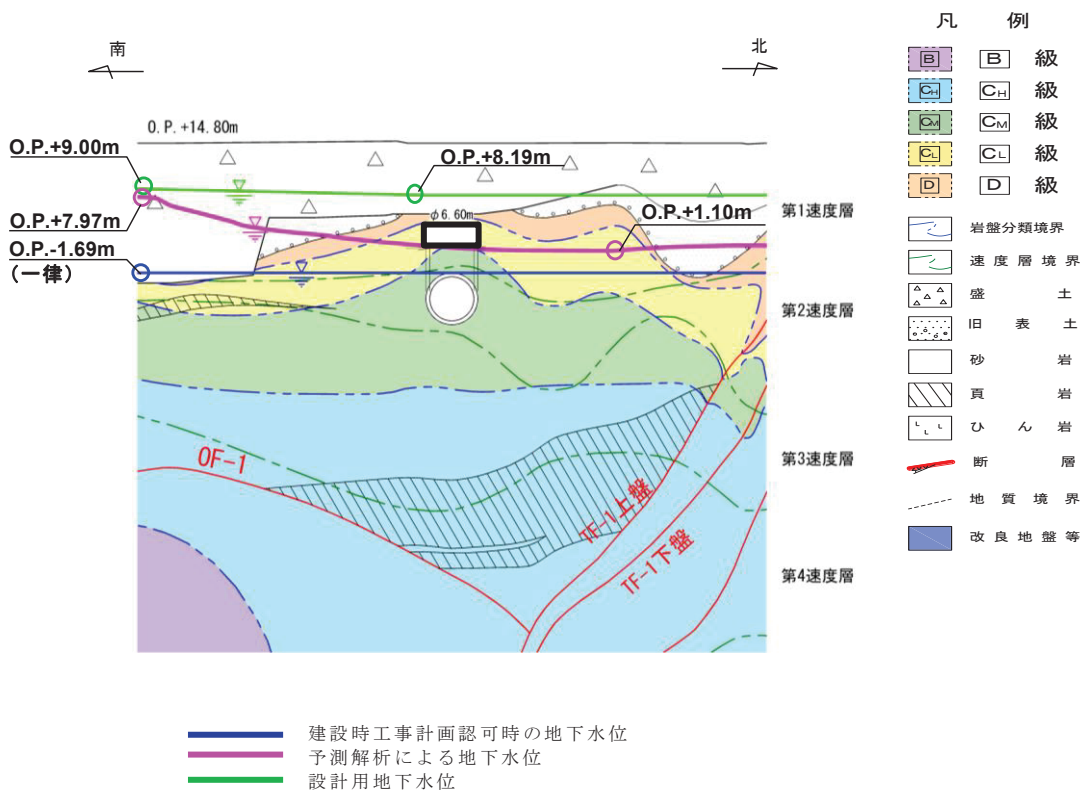 南
北
O.P.+14.80m
O.P.+9.00m
O.P.+8.19m
O.P.+7.97m
O.P.+1.10m
O.P.-1.69m
(一律)
φ6.60m
第1速度層
第2速度層
第3速度層
第4速度層
OF-1
TF-1上盤
TF-1下盤
凡 例
B B 級
CH CH 級
CM CM 級
CL CL 級
D D 級
岩盤分類境界
速度層境界
盛土
旧表土
砂岩
頁岩
ひん岩
断層
地質境界
改良地盤等
建設時工事計画認可時の地下水位
予測解析による地下水位
設計用地下水位